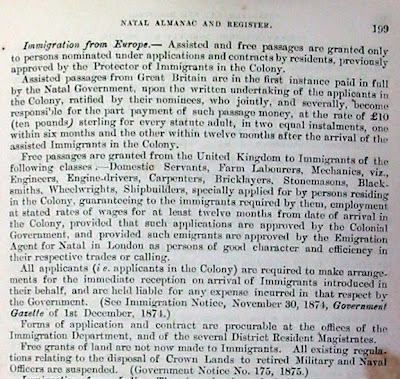 NATAL ALMANAC AND REGISTER. 199
Immigration from Europe.— Assisted and free passages are granted only
to persons nominated under applications and contracts by residents, previously
approved by the Protector of Immigrants in the Colony.
Assisted passages from Great Britain are in the first instance paid in full
by the Natal Government, upon the written undertaking of the applicants in
the Colony, ratified by their nominees, who jointly, and severally, become
responsible for the part payment of such passage money, at the rate of £10
(ten pounds) sterling for every statute adult, in two equal instalments, one
within six months and the other within twelve months after the arrival of the
assisted Immigrants in the Colony.
Free passages are granted from the United Kingdom to Immigrants of the
following classes :—Domestic Servants, Farm Labourers, Mechanics, viz.,
Engineers, Engine-drivers, Carpenters, Bricklayers, Stonemasons, Black-
smiths, Wheelwrights, Shipbuilders, specially applied for by persons residing
in the Colony, guaranteeing to the immigrants required by them, employment
at stated rates of wages for at least twelve months from date of arrival in
the Colony, provided that such applications are approved by the Colonial
Government, and provided such emigrants are approved by the Emigration
Agent for Natal in London as persons of good character and efficiency in
their respective trades or calling.
All applicants (i e. applicants in the Colony) are required to make arrange-
ments for the immediate reception on arrival of Immigrants introduced in
their behalf, and are held liable for any expense incurred in that respect by
the Government. (See Immigration Notice, November 30, 1874, Government
Gazette of 1st December, 1874.)
Forms of application and contract are procurable at the offices of the
Immigration Department, and of the several District Resident Magistrates.
Free grants of land are not now made to Immigrants. All existing regula-
tions relating to the disposal of Crown Lands to retired Military and Naval
Officers are suspended. (Government Notice No. 175, 1875.)